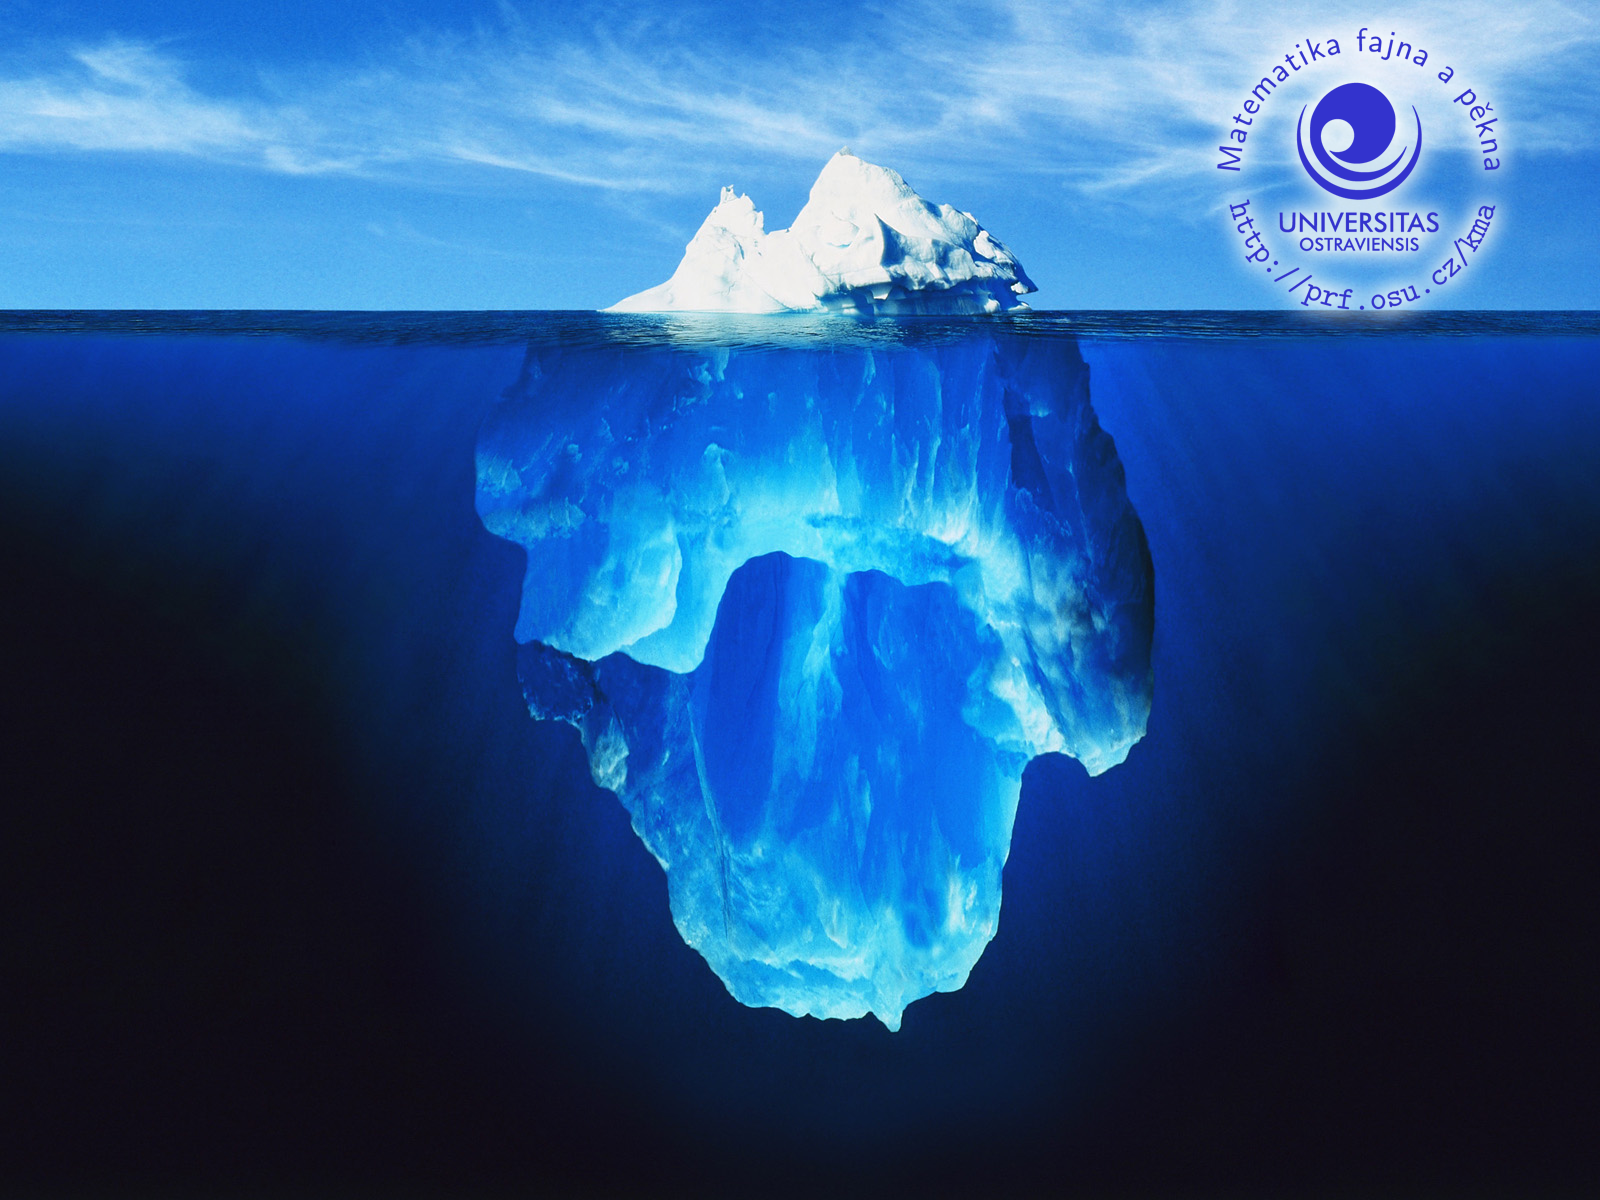 Matematika fajna a pěkna
UNIVERSITAS
OSTRAVIENSIS
http://prf.osu.cz/kma